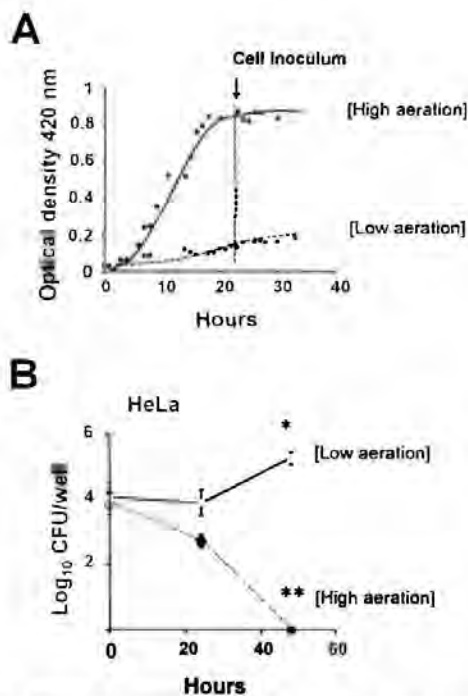 A
Cell Inoculum
Optical density 420 nm
1
0.8
0.6
0.4
0.2
0
[High aeration]
[Low aeration]
0 10 20 30 40
Hours
B
HeLa
Log10 CFU/well
6
4
2
*
[Low aeration]
**
[High aeration]
0 20 40 60
Hours